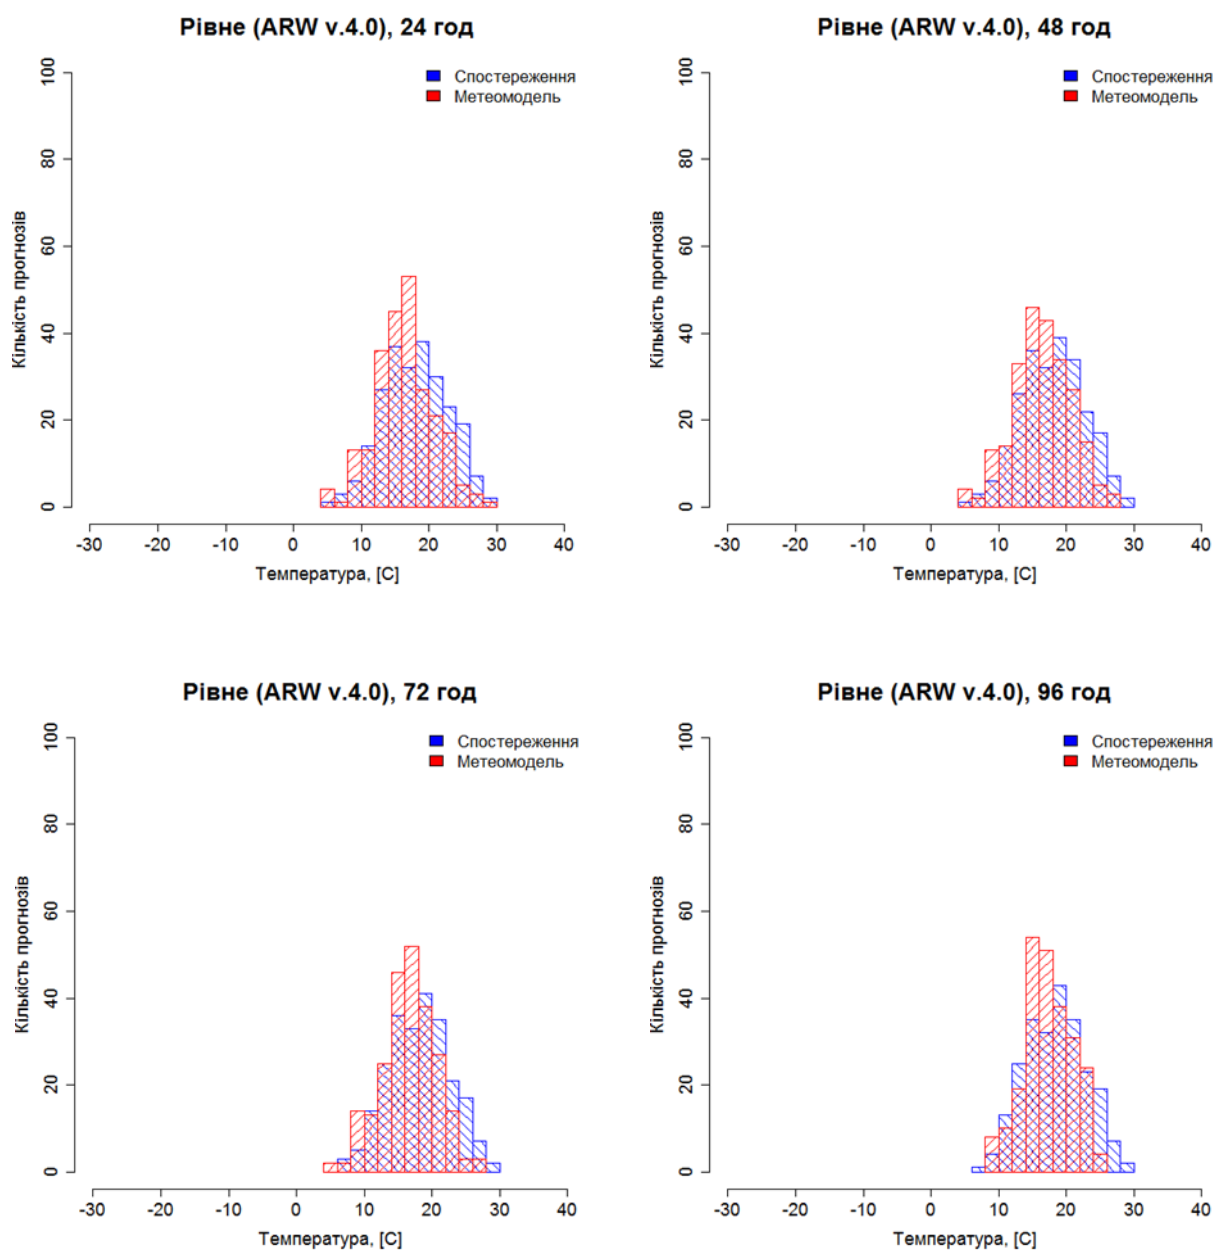 Рівне (ARW v.4.0), 24 год
Спостереження
Метеомодель
Кількість прогнозів
0 20 40 60 80 100
-30 -20 -10 0 10 20 30 40
Температура, [C]
Рівне (ARW v.4.0), 48 год
Спостереження
Метеомодель
Кількість прогнозів
0 20 40 60 80 100
-30 -20 -10 0 10 20 30 40
Температура, [C]
Рівне (ARW v.4.0), 72 год
Спостереження
Метеомодель
Кількість прогнозів
0 20 40 60 80 100
-30 -20 -10 0 10 20 30 40
Температура, [C]
Рівне (ARW v.4.0), 96 год
Спостереження
Метеомодель
Кількість прогнозів
0 20 40 60 80 100
-30 -20 -10 0 10 20 30 40
Температура, [C]